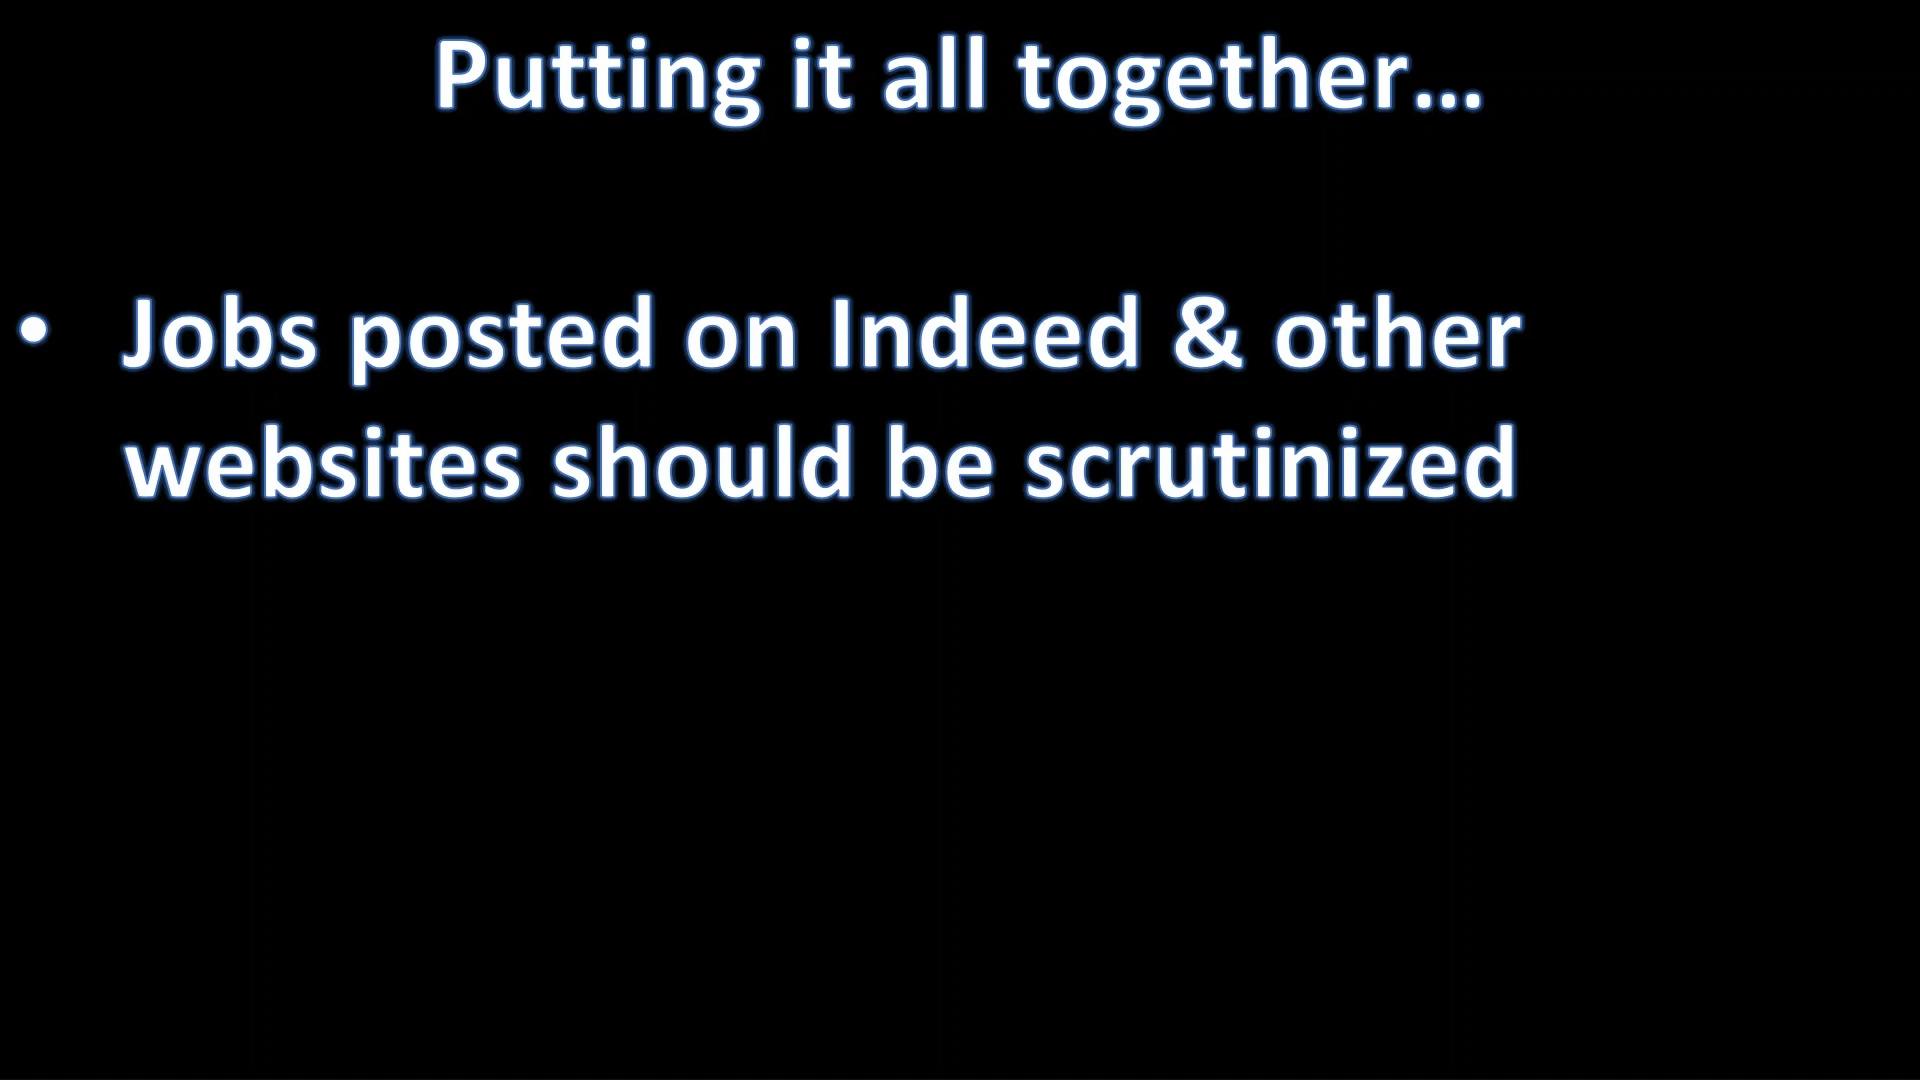 Putting it all together…
• Jobs posted on Indeed & other
websites should be scrutinized